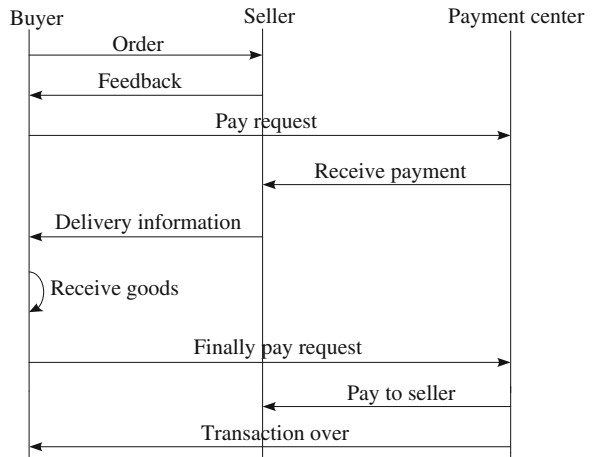 Buyer
Seller
Payment center
Order
Feedback
Pay request
Receive payment
Delivery information
Receive goods
Finally pay request
Pay to seller
Transaction over